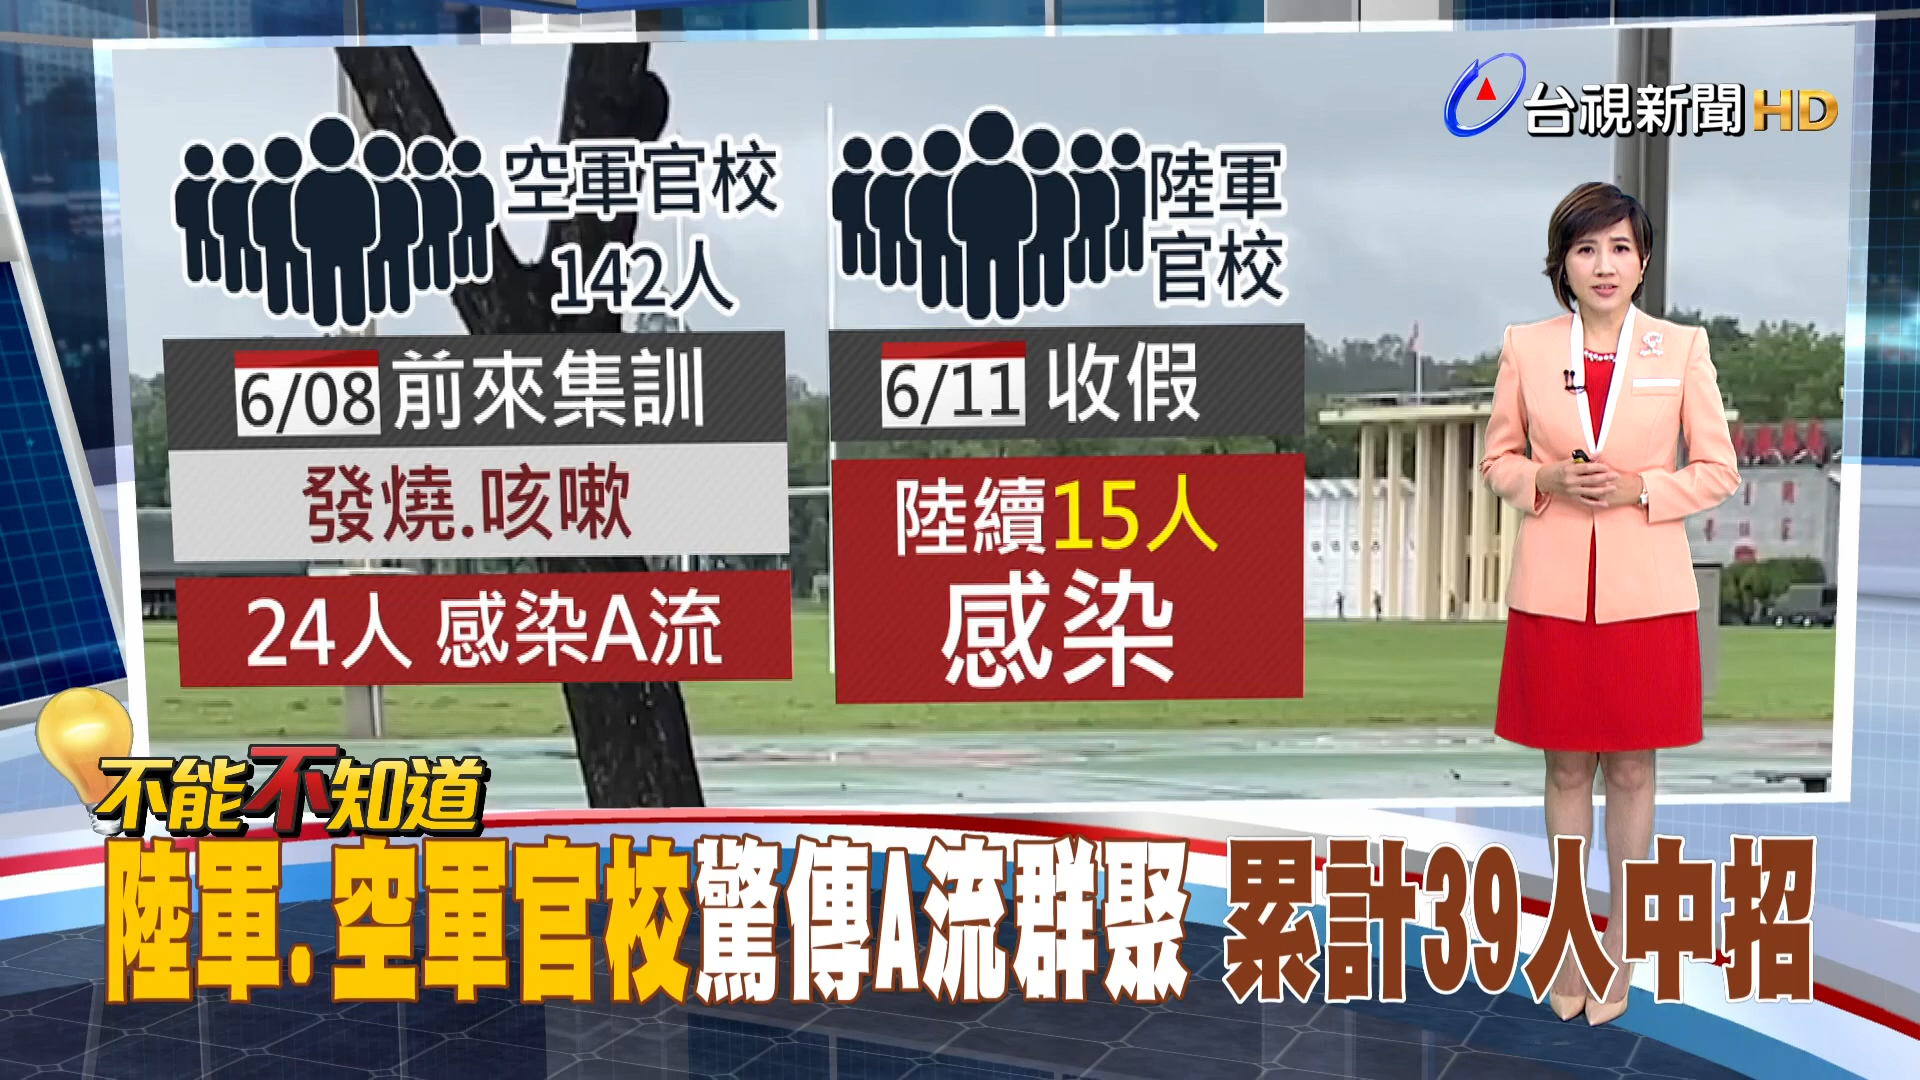 台視新聞HD
空軍官校
142人
6/08 前來集訓
發燒.咳嗽
24人 感染A流
陸軍
官校
6/11 收假
陸續15人
感染
不能不知道
陸軍.空軍官校驚傳A流群聚 累計39人中招